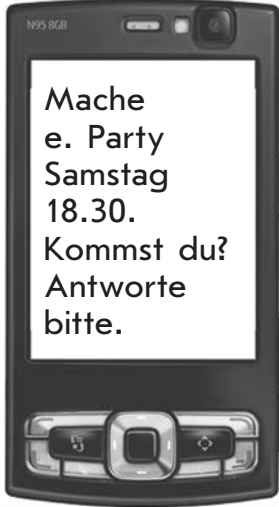 N95 8GB
Mache
e. Party
Samstag
18.30.
Kommst du?
Antworte
bitte.